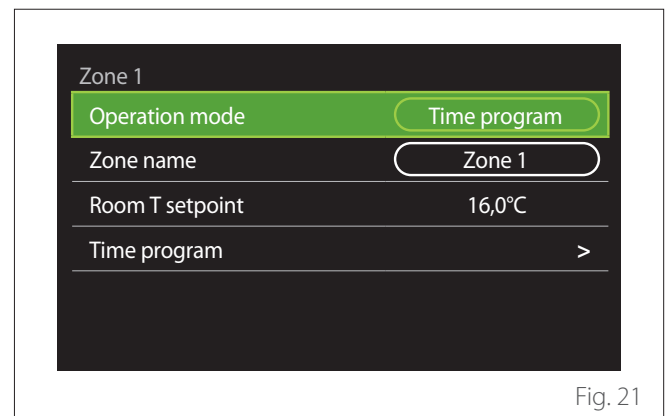 Zone 1
Operation mode Time program
Zone name Zone 1
Room T setpoint 16,0°C
Time program >
Fig. 21